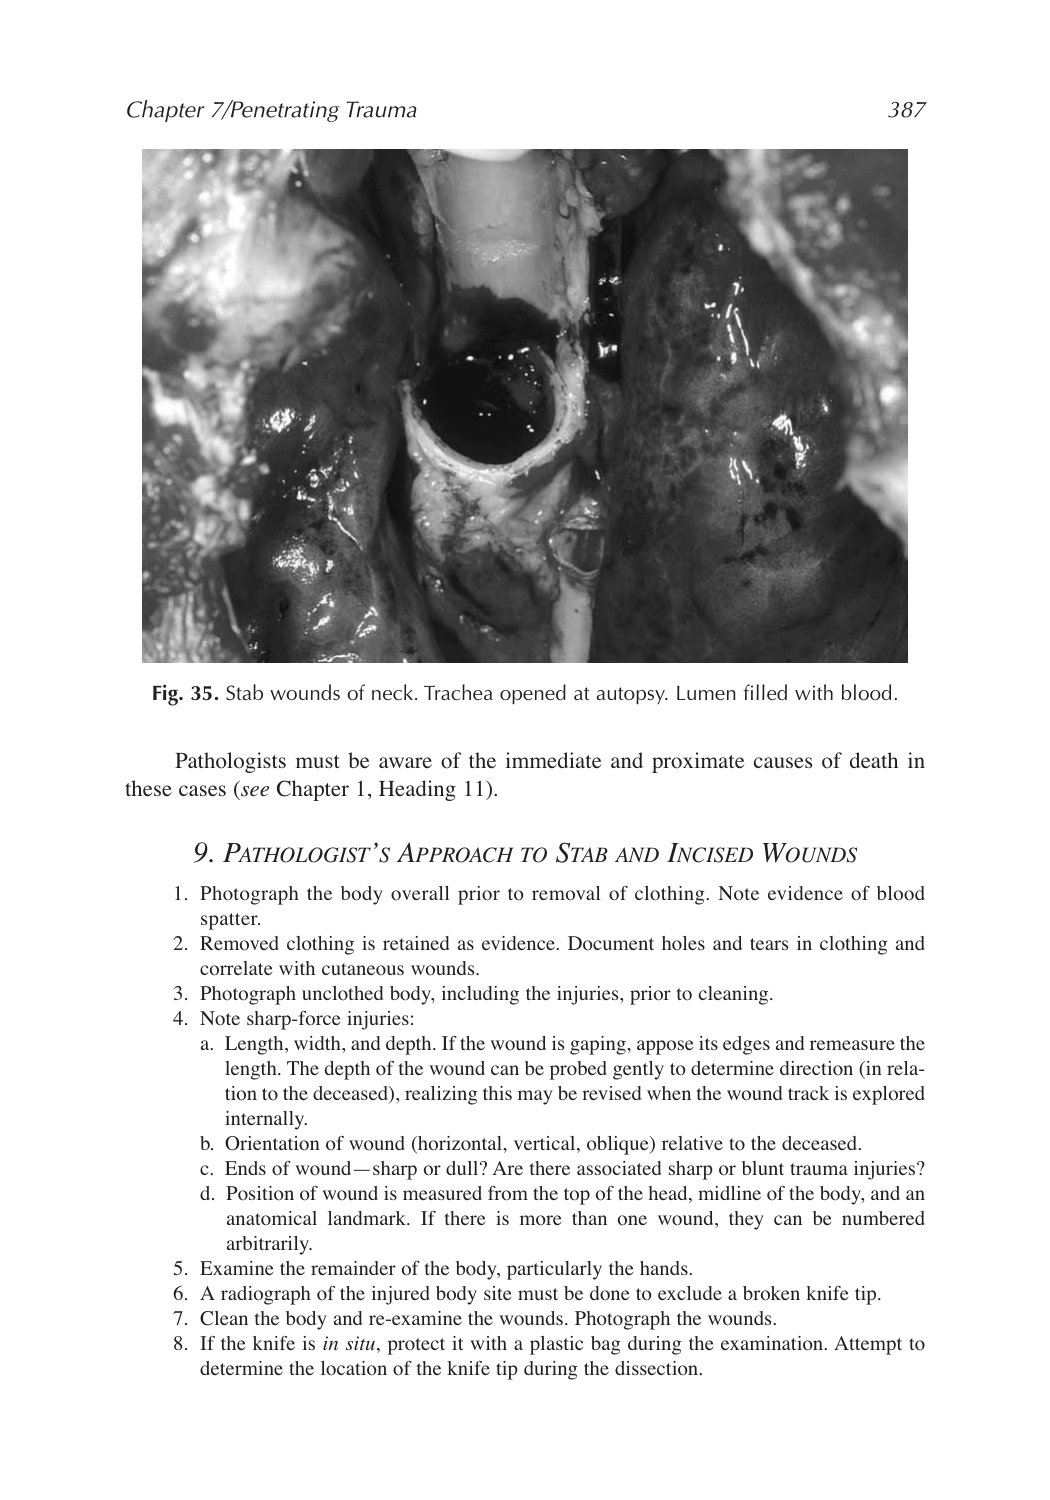 Chapter 7/Penetrating Trauma 387
Fig. 35. Stab wounds of neck. Trachea opened at autopsy. Lumen filled with blood.
Pathologists must be aware of the immediate and proximate causes of death in
these cases (see Chapter 1, Heading 11).
9. Pathologist's Approach to Stab and Incised Wounds
1. Photograph the body overall prior to removal of clothing. Note evidence of blood
spatter.
2. Removed clothing is retained as evidence. Document holes and tears in clothing and
correlate with cutaneous wounds.
3. Photograph unclothed body, including the injuries, prior to cleaning.
4. Note sharp-force injuries:
a. Length, width, and depth. If the wound is gaping, appose its edges and remeasure the
length. The depth of the wound can be probed gently to determine direction (in rela-
tion to the deceased), realizing this may be revised when the wound track is explored
internally.
b. Orientation of wound (horizontal, vertical, oblique) relative to the deceased.
c. Ends of wound—sharp or dull? Are there associated sharp or blunt trauma injuries?
d. Position of wound is measured from the top of the head, midline of the body, and an
anatomical landmark. If there is more than one wound, they can be numbered
arbitrarily.
5. Examine the remainder of the body, particularly the hands.
6. A radiograph of the injured body site must be done to exclude a broken knife tip.
7. Clean the body and re-examine the wounds. Photograph the wounds.
8. If the knife is in situ, protect it with a plastic bag during the examination. Attempt to
determine the location of the knife tip during the dissection.